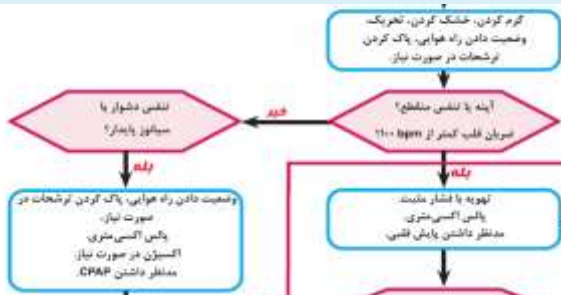 گرم کردن، خشک کردن، تحریک،
وضعیت دادن راه هوایی، پاک کردن
ترشحات در صورت نیاز.
آپنه یا تنفس منقطع؟
ضربان قلب کمتر از ۱۰۰ bpm؟
خیر
تنفس دشوار یا
سیانوز پایدار؟
بله
تهویه با فشار مثبت.
پالس اکسی‌متری.
مدنظر داشتن پایش قلبی.
بله
وضعیت دادن راه هوایی، پاک کردن ترشحات در
صورت نیاز.
پالس اکسی‌متری.
اکسیژن در صورت نیاز.
مدنظر داشتن CPAP.